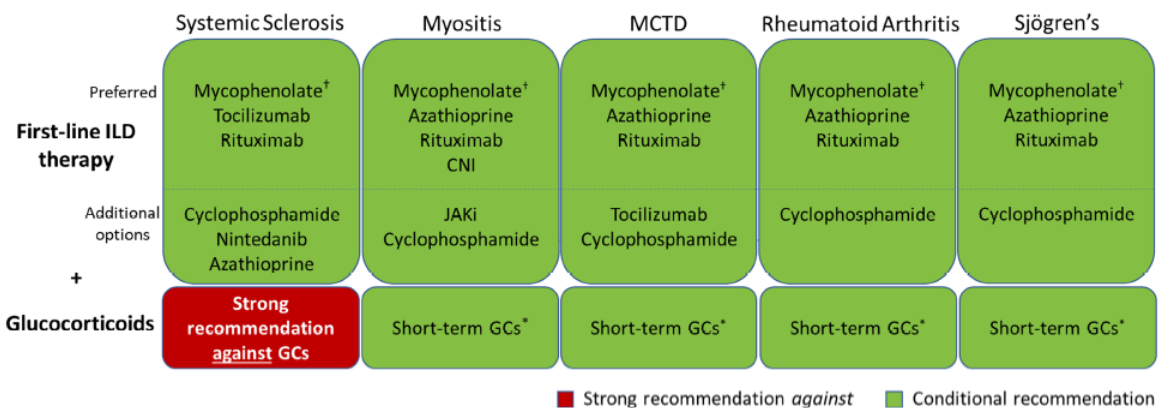 Systemic Sclerosis
Myositis
MCTD
Rheumatoid Arthritis
Sjögren's
Preferred
First-line ILD
therapy
Mycophenolate†
Tocilizumab
Rituximab
Mycophenolate†
Azathioprine
Rituximab
CNI
Mycophenolate†
Azathioprine
Rituximab
Mycophenolate†
Azathioprine
Rituximab
Mycophenolate†
Azathioprine
Rituximab
Additional
options
Cyclophosphamide
Nintedanib
Azathioprine
JAKi
Cyclophosphamide
Tocilizumab
Cyclophosphamide
Cyclophosphamide
Cyclophosphamide
+
Glucocorticoids
Strong
recommendation
against GCs
Short-term GCs*
Short-term GCs*
Short-term GCs*
Short-term GCs*
Strong recommendation against
Conditional recommendation